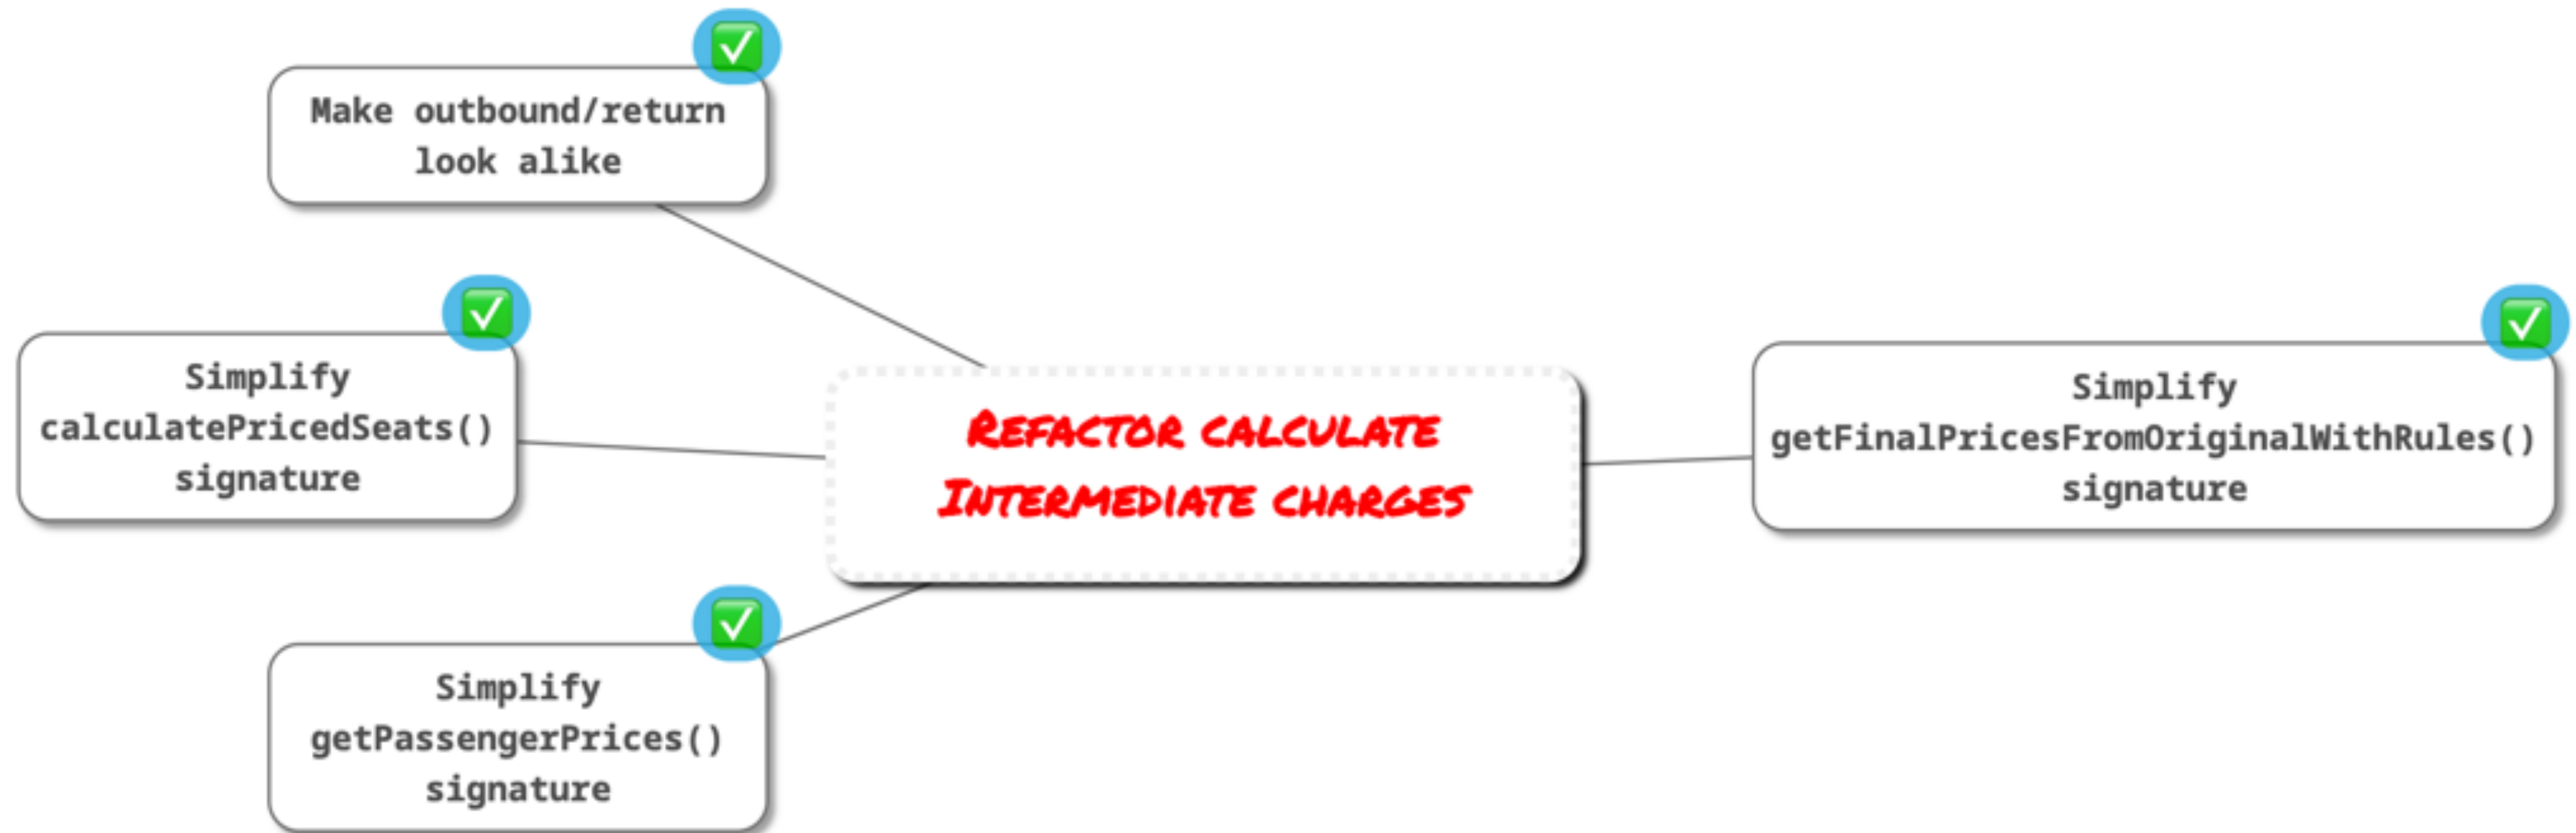 Make outbound/return
look alike
Simplify
calculatePricedSeats()
signature
Simplify
getPassengerPrices()
signature
REFACTOR CALCULATE
INTERMEDIATE CHARGES
Simplify
getFinalPricesFromOriginalWithRules()
signature